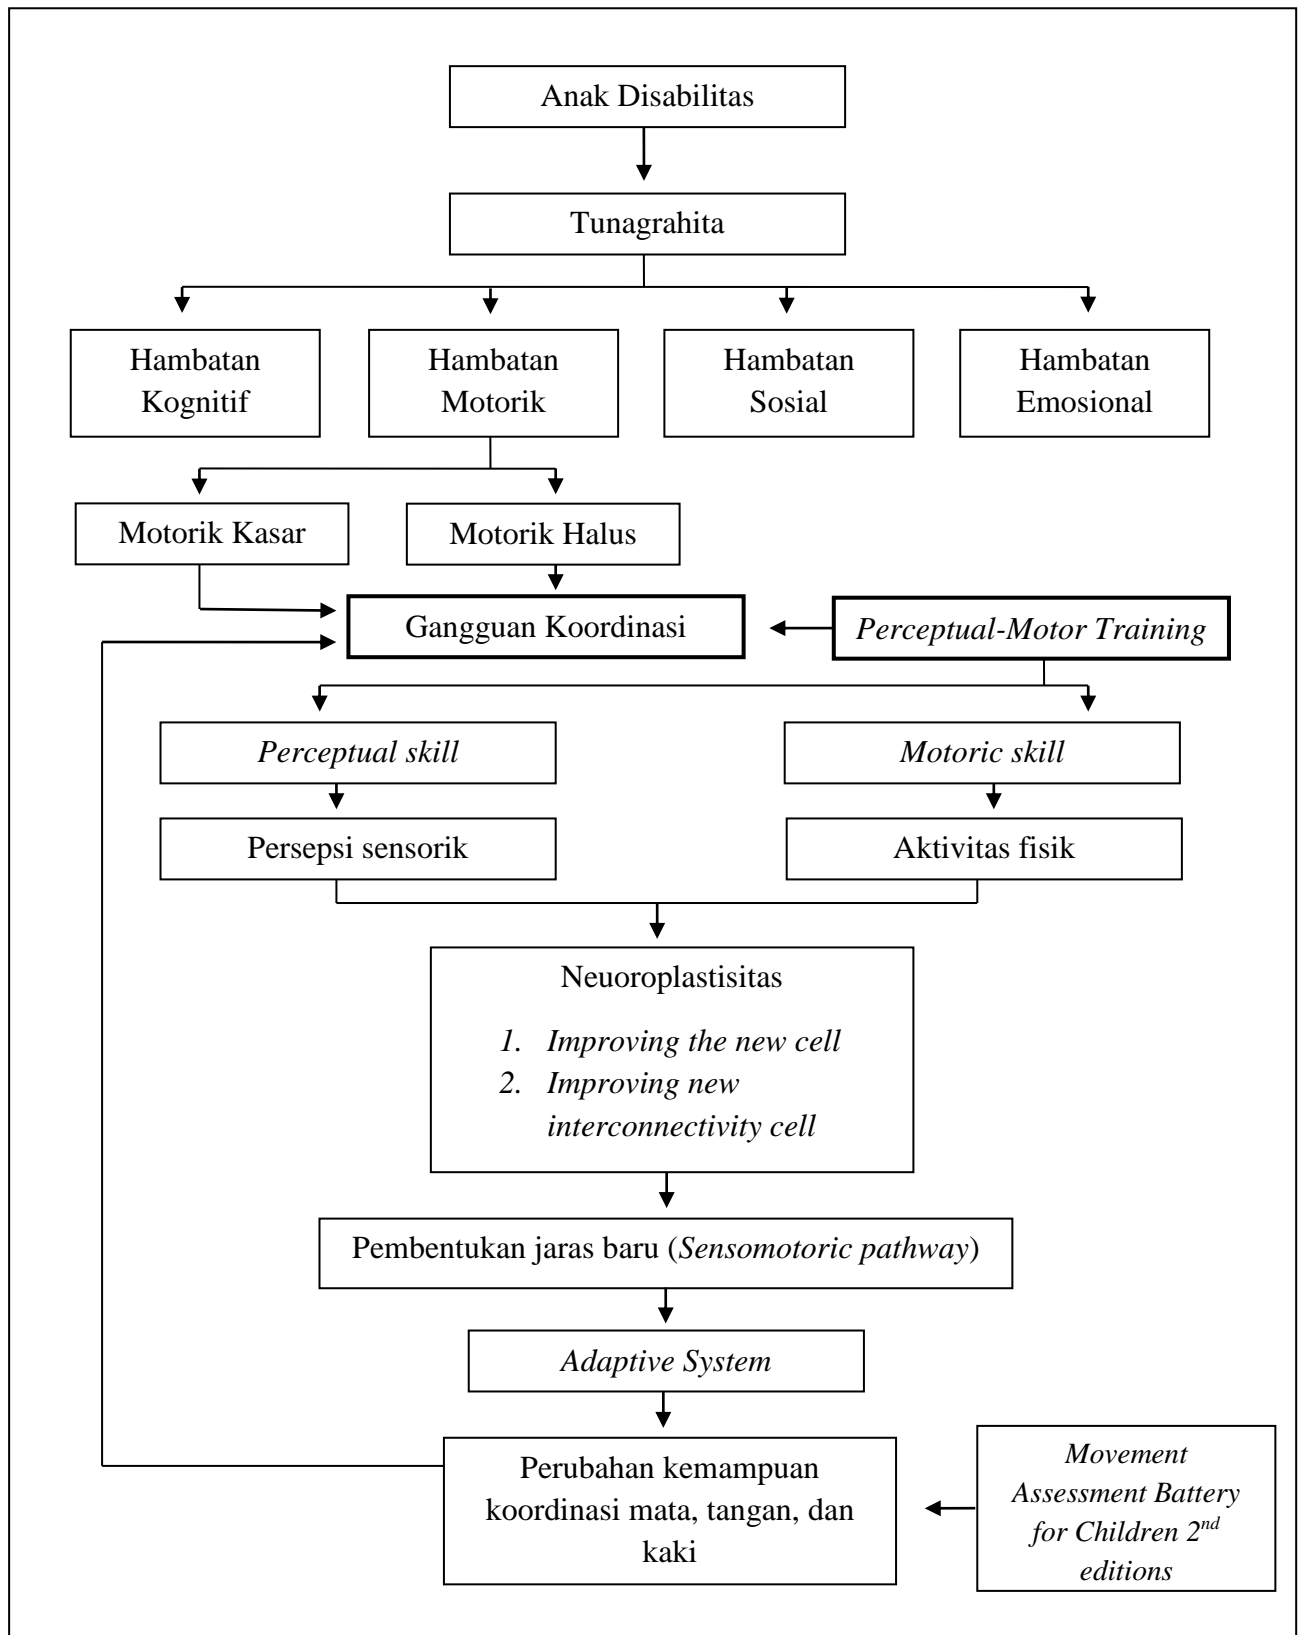 Anak Disabilitas
Tunagrahita
Hambatan
Kognitif
Hambatan
Motorik
Hambatan
Sosial
Hambatan
Emosional
Motorik Kasar
Motorik Halus
Gangguan Koordinasi
Perceptual-Motor Training
Perceptual skill
Motoric skill
Persepsi sensorik
Aktivitas fisik
Neuoroplastisitas
1. Improving the new cell
2. Improving new
interconnectivity cell
Pembentukan jaras baru (Sensomotoric pathway)
Adaptive System
Perubahan kemampuan
koordinasi mata, tangan, dan
kaki
Movement
Assessment Battery
for Children 2nd
editions